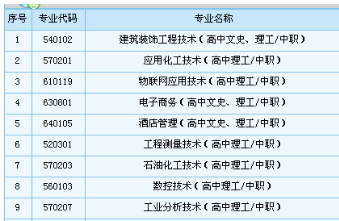 序号 专业代码 专业名称
1 540102 建筑装饰工程技术（高中文史、理工/中职）
2 570201 应用化工技术（高中理工/中职）
3 610119 物联网应用技术（高中理工/中职）
4 630801 电子商务（高中文史、理工/中职）
5 640105 酒店管理（高中文史、理工/中职）
6 520301 工程测量技术（高中理工/中职）
7 570203 石油化工技术（高中理工/中职）
8 560103 数控技术（高中理工/中职）
9 570207 工业分析技术（高中理工/中职）